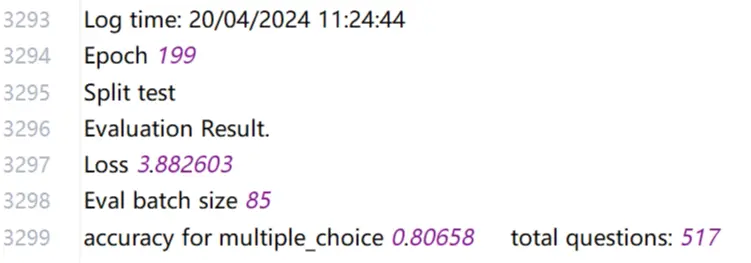 3293 Log time: 20/04/2024 11:24:44
3294 Epoch 199
3295 Split test
3296 Evaluation Result.
3297 Loss 3.882603
3298 Eval batch size 85
3299 accuracy for multiple_choice 0.80658 total questions: 517